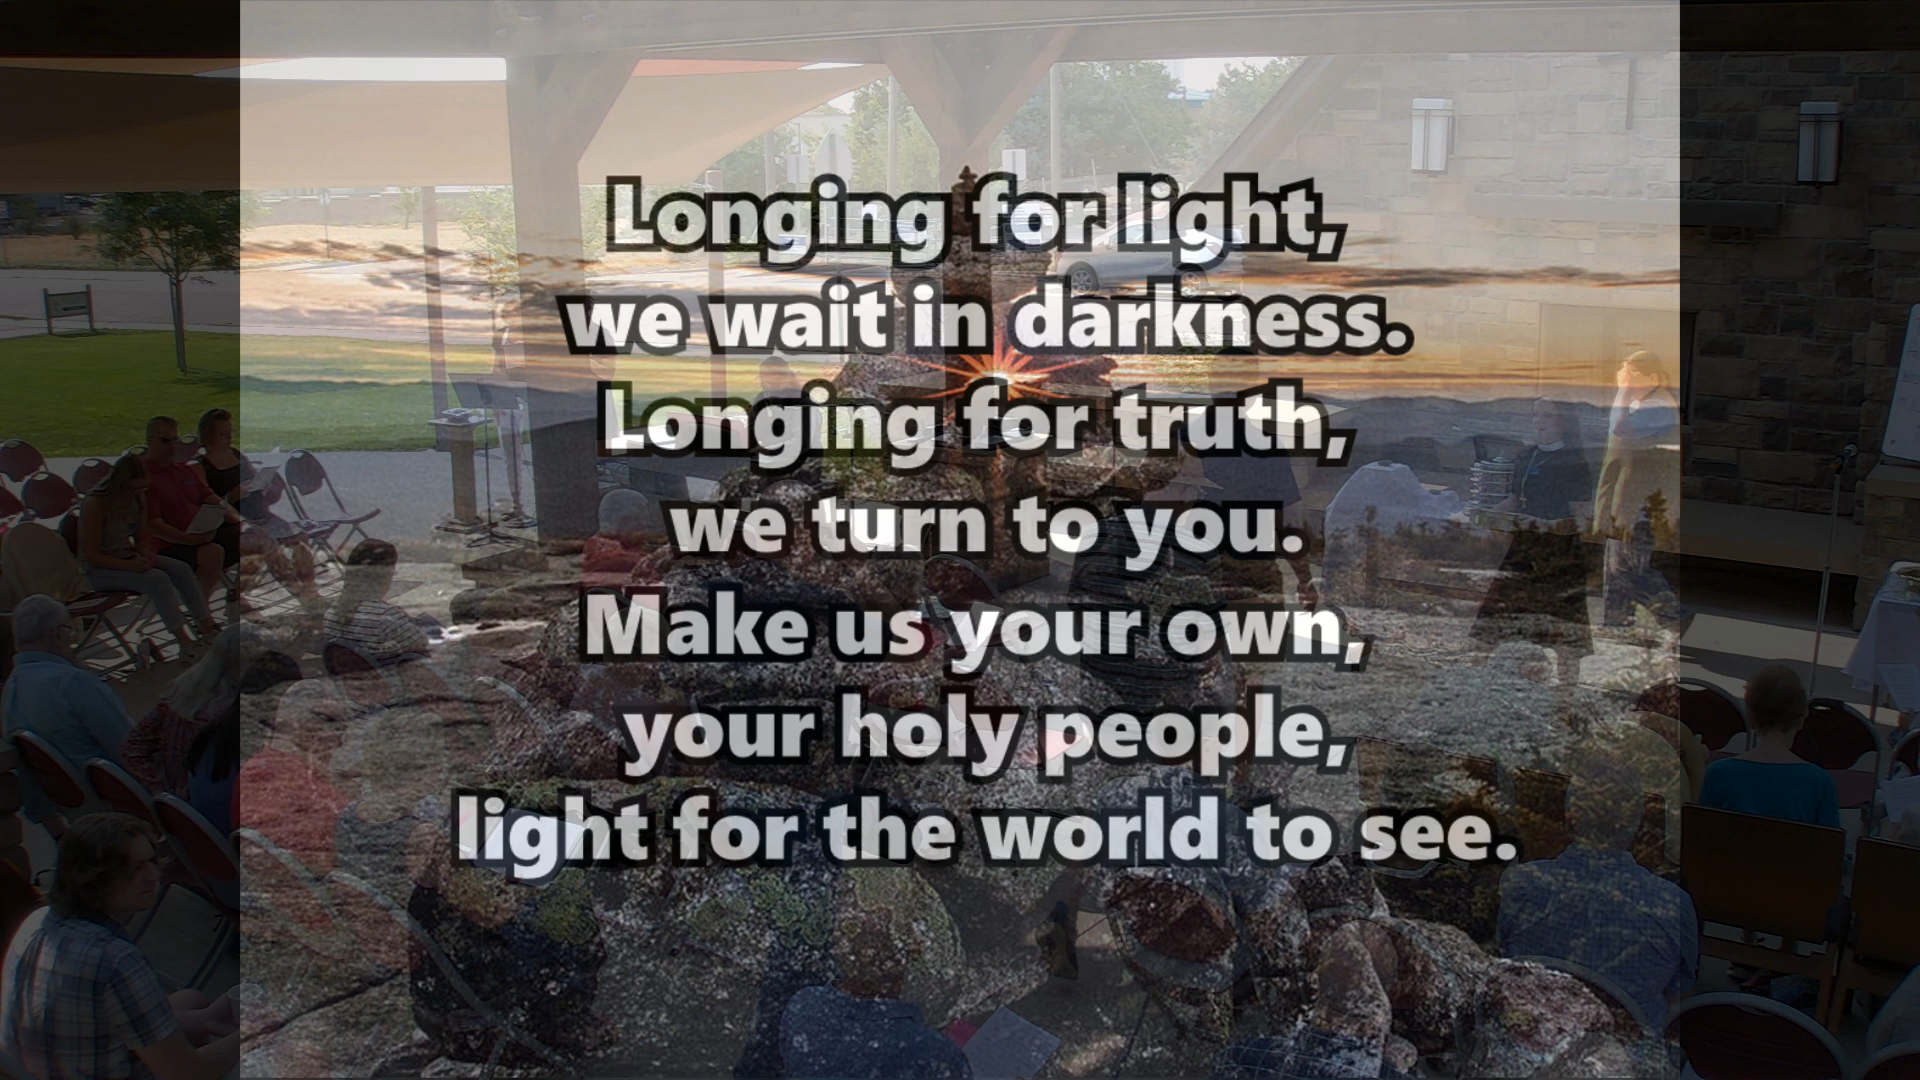 Longing for light,
we wait in darkness.
Longing for truth,
we turn to you.
Make us your own,
your holy people,
light for the world to see.